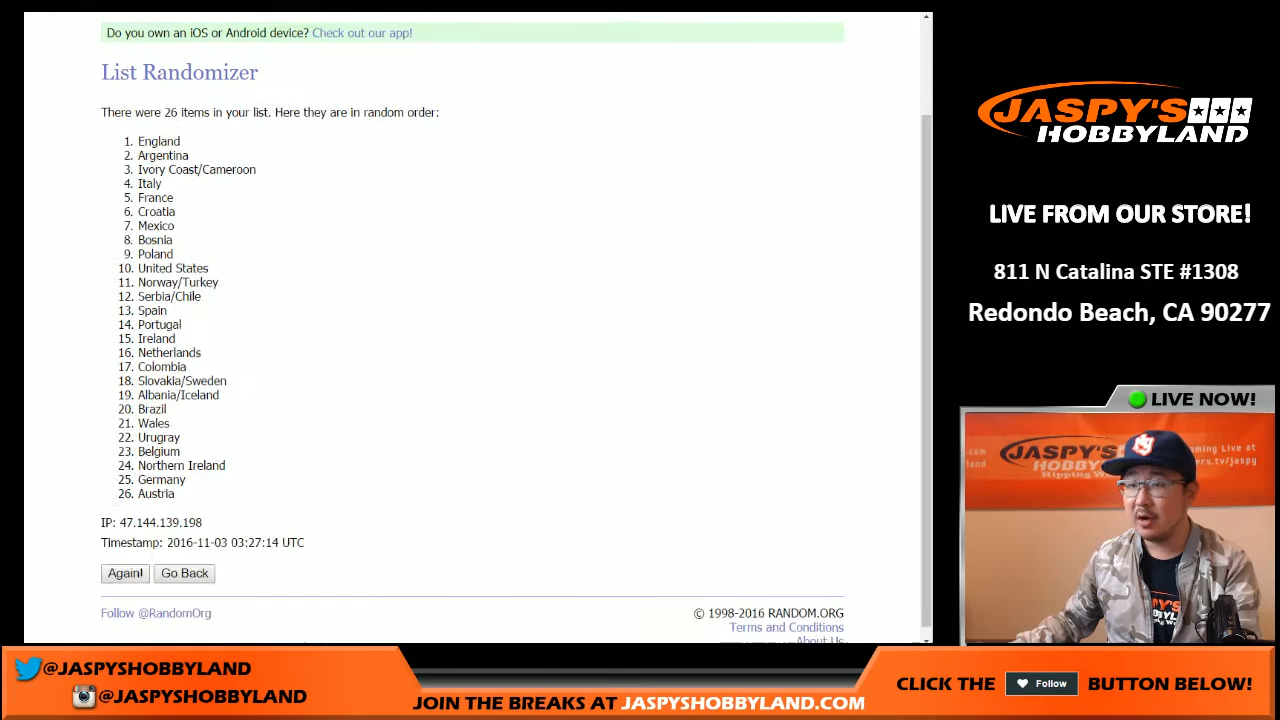 Do you own an iOS or Android device? Check out our app!
List Randomizer
There were 26 items in your list. Here they are in random order:
1. England
2. Argentina
3. Ivory Coast/Cameroon
4. Italy
5. France
6. Croatia
7. Mexico
8. Bosnia
9. Poland
10. United States
11. Norway/Turkey
12. Serbia/Chile
13. Spain
14. Portugal
15. Ireland
16. Netherlands
17. Colombia
18. Slovakia/Sweden
19. Albania/Iceland
20. Brazil
21. Wales
22. Urugray
23. Belgium
24. Northern Ireland
25. Germany
26. Austria
IP: 47.144.139.198
Timestamp: 2016-11-03 03:27:14 UTC
Again! Go Back
Follow @RandomOrg
© 1998-2016 RANDOM.ORG
Terms and Conditions
About Us
JASPY'S
HOBBYLAND
LIVE FROM OUR STORE!
811 N Catalina STE #1308
Redondo Beach, CA 90277
LIVE NOW!
JASPY'S
HOBBYLAND
@JASPYSHOBBYLAND
@JASPYSHOBBYLAND
JOIN THE BREAKS AT JASPYSHOBBYLAND.COM
CLICK THE Follow BUTTON BELOW!